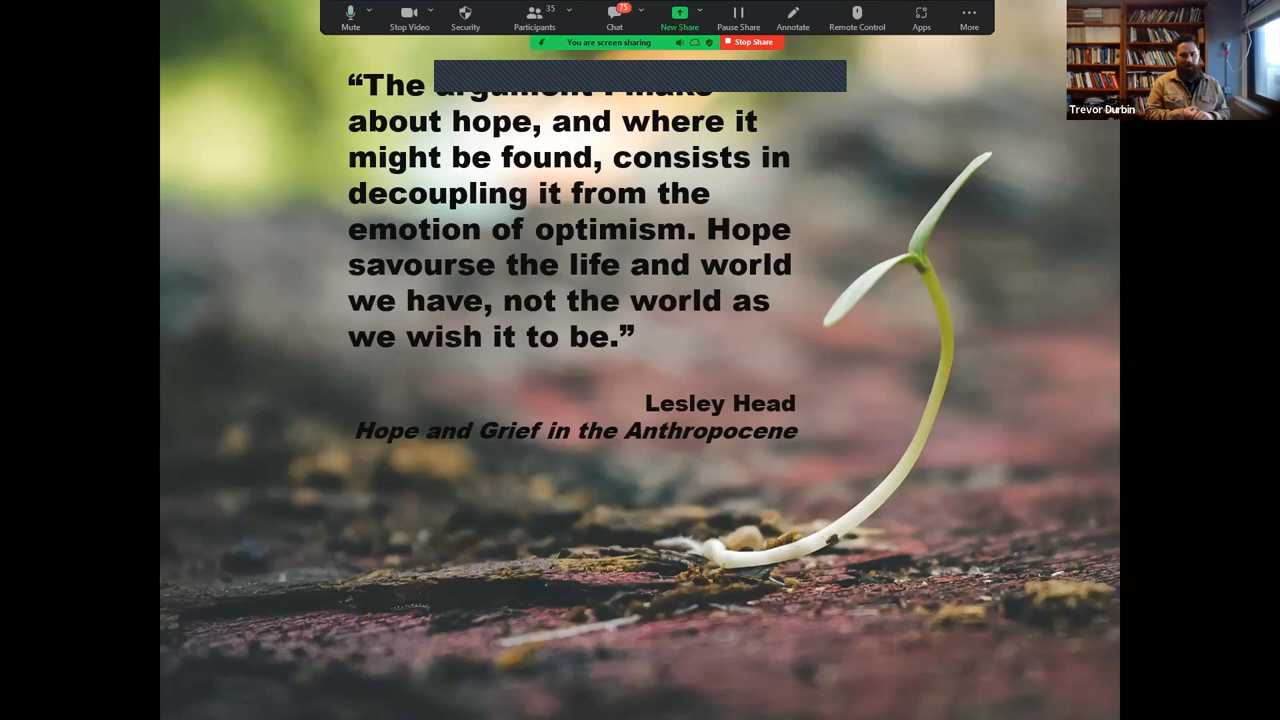 35
75
Mute
Stop Video
Security
Participants
Chat
New Share
Pause Share
Annotate
Remote Control
Apps
More
You are screen sharing
Stop Share
Trevor Durbin
“The argument I make
about hope, and where it
might be found, consists in
decoupling it from the
emotion of optimism. Hope
savourse the life and world
we have, not the world as
we wish it to be.”
Lesley Head
Hope and Grief in the Anthropocene